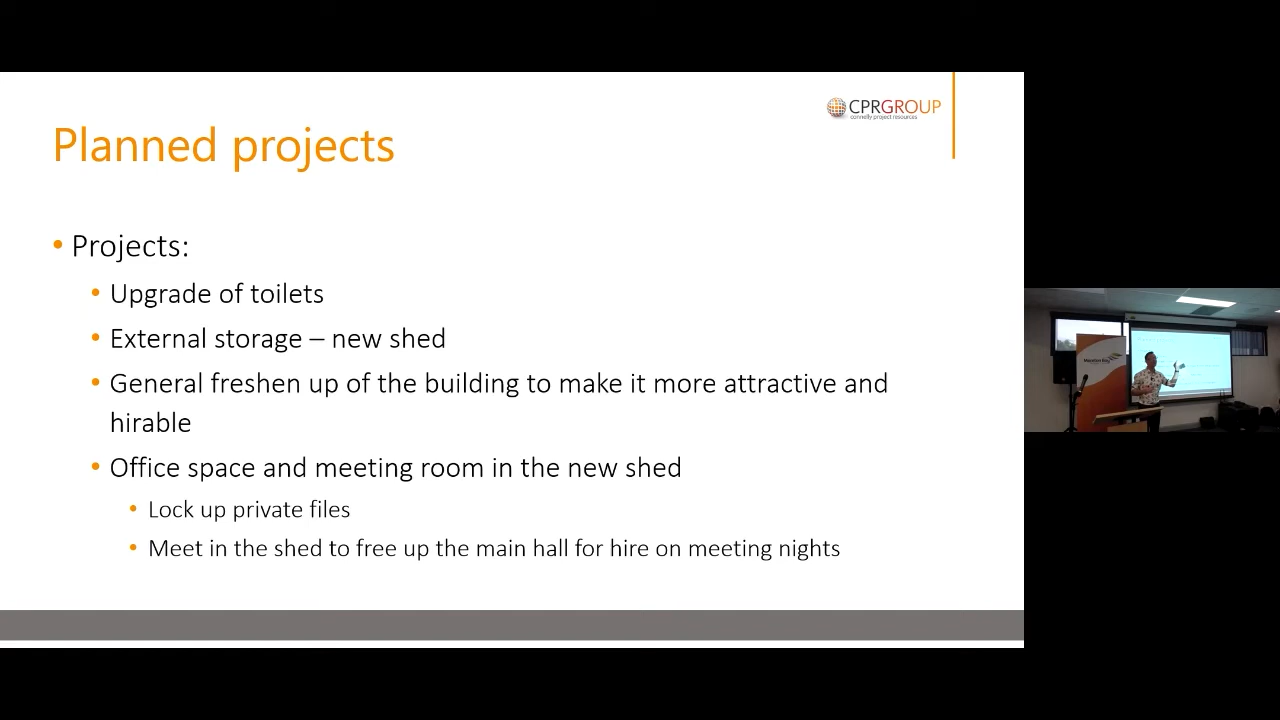 CPRGROUP
connelly project resources
Planned projects
• Projects:
• Upgrade of toilets
• External storage – new shed
• General freshen up of the building to make it more attractive and
hirable
• Office space and meeting room in the new shed
• Lock up private files
• Meet in the shed to free up the main hall for hire on meeting nights
Moreton Bay